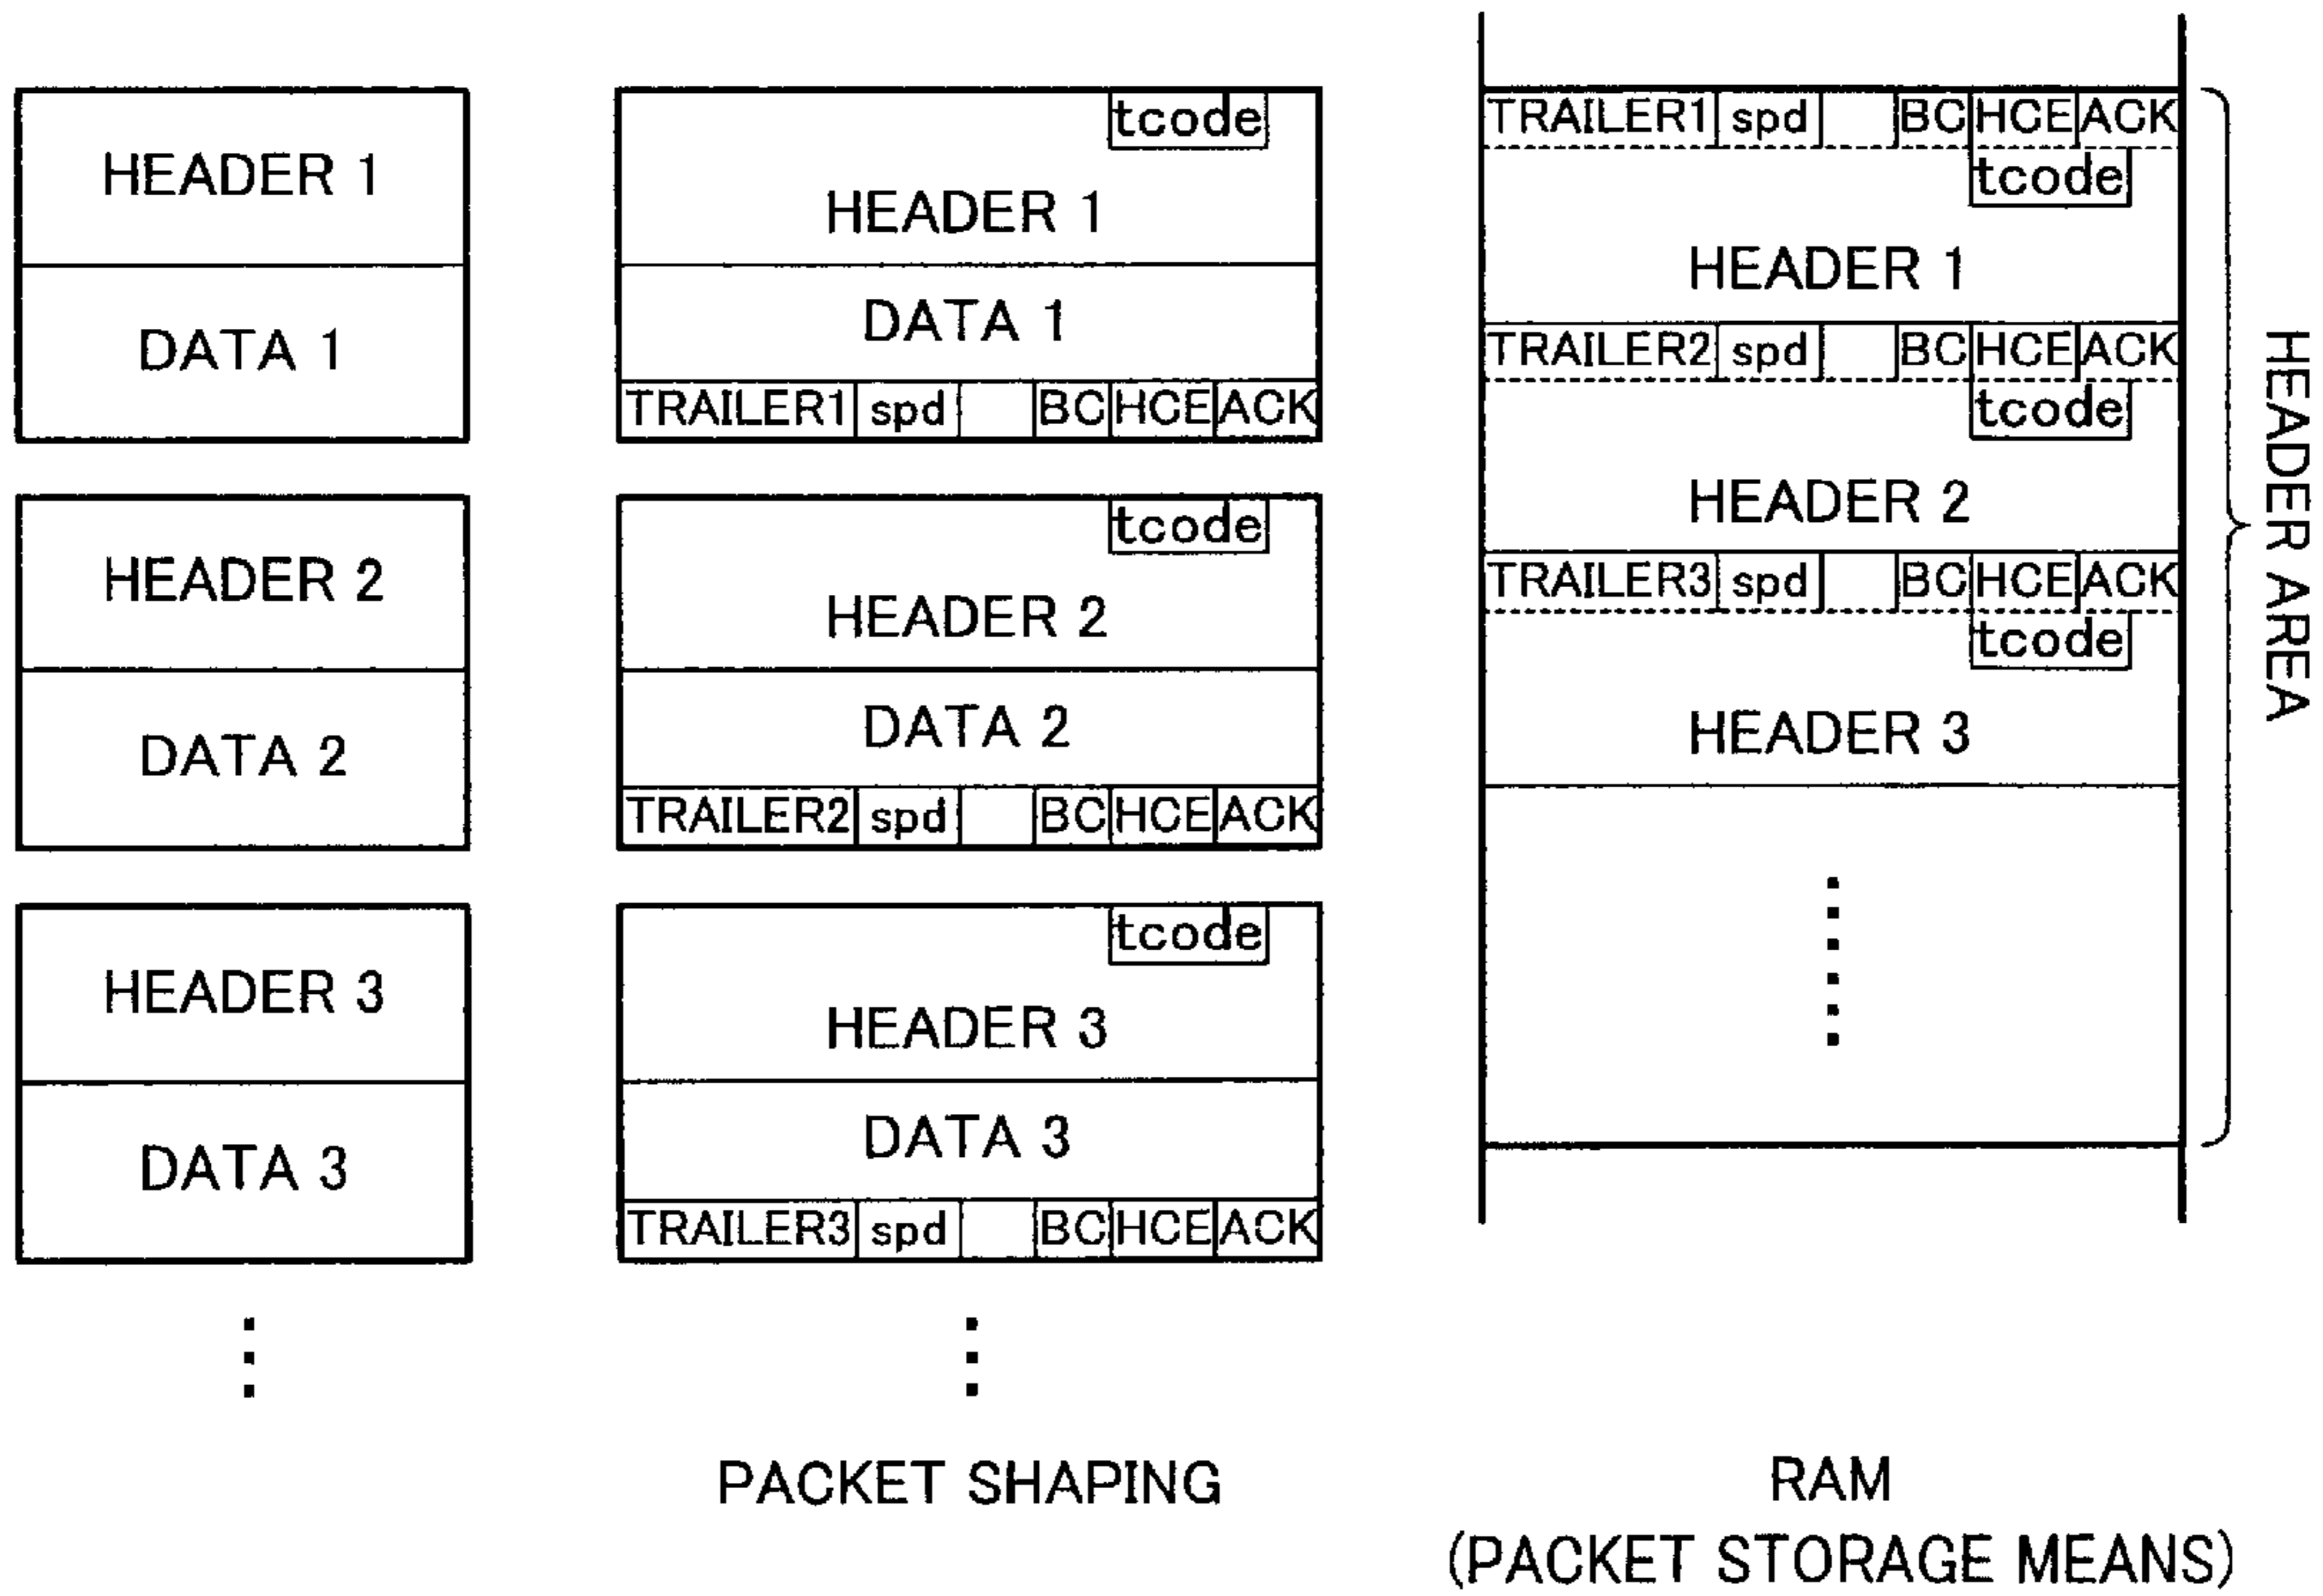 HEADER 1
DATA 1
HEADER 2
DATA 2
HEADER 3
DATA 3
tcode
HEADER 1
DATA 1
TRAILER1 spd BC HCE ACK
tcode
HEADER 2
DATA 2
TRAILER2 spd BC HCE ACK
tcode
HEADER 3
DATA 3
TRAILER3 spd BC HCE ACK
PACKET SHAPING
TRAILER1 spd BC HCE ACK
tcode
HEADER 1
TRAILER2 spd BC HCE ACK
tcode
HEADER 2
TRAILER3 spd BC HCE ACK
tcode
HEADER 3
HEADER AREA
RAM
(PACKET STORAGE MEANS)